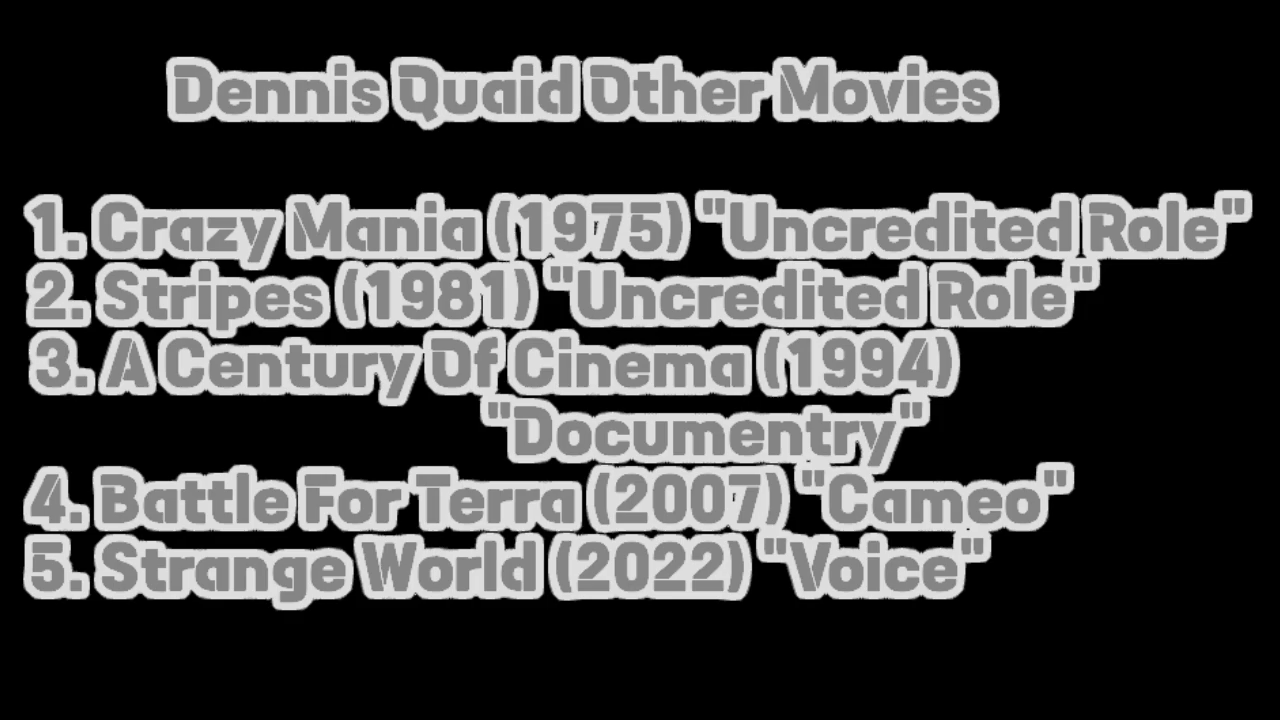 Dennis Quaid Other Movies
1. Crazy Mania (1975) "Uncredited Role"
2. Stripes (1981) "Uncredited Role"
3. A Century Of Cinema (1994)
"Documentry"
4. Battle For Terra (2007) "Cameo"
5. Strange World (2022) "Voice"